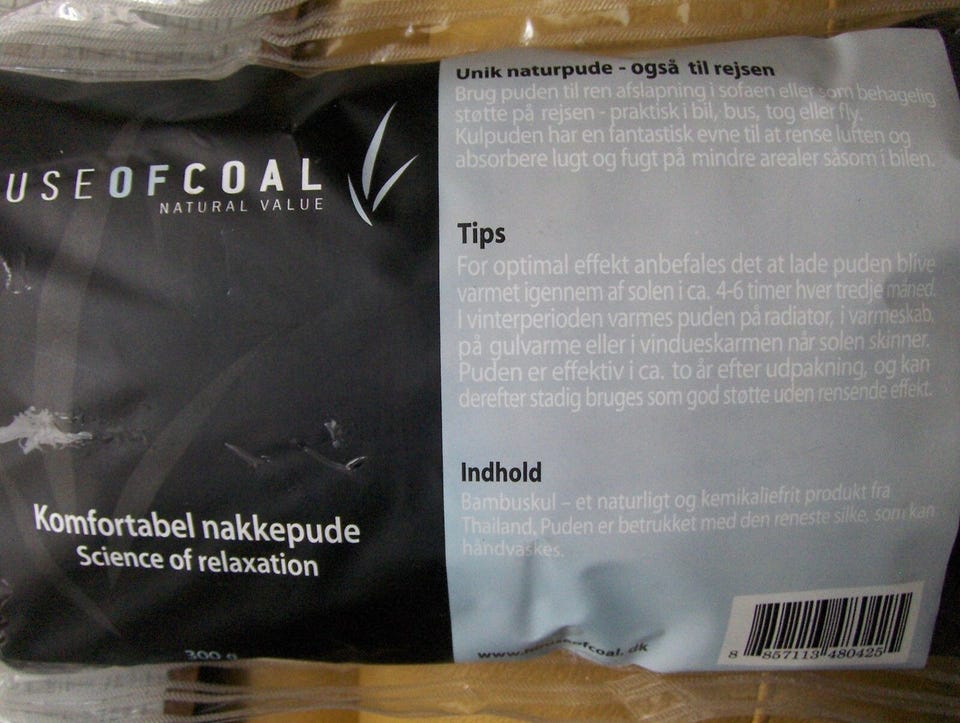 USEOFCOAL
NATURAL VALUE
Komfortabel nakkepude
Science of relaxation
300 g
Unik naturpude - også til rejsen
Brug puden til ren afslapning i sofaen eller som behagelig
støtte på rejsen - praktisk i bil, bus, tog eller fly.
Kulpuden har en fantastisk evne til at rense luften og
absorbere lugt og fugt på mindre arealer såsom i bilen.
Tips
For optimal effekt anbefales det at lade puden blive
varmet igennem af solen i ca. 4-6 timer hver tredje måned.
I vinterperioden varmes puden på radiator, i varmeskab,
på gulvarme eller i vindueskarmen når solen skinner.
Puden er effektiv i ca. to år efter udpakning, og kan
derefter stadig bruges som god støtte uden rensende effekt.
Indhold
Bambuskul – et naturligt og kemikaliefrit produkt fra
Thailand. Puden er betrukket med den reneste silke, som kan
håndvaskes.
www.houseofcoal.dk
8 857113 480425